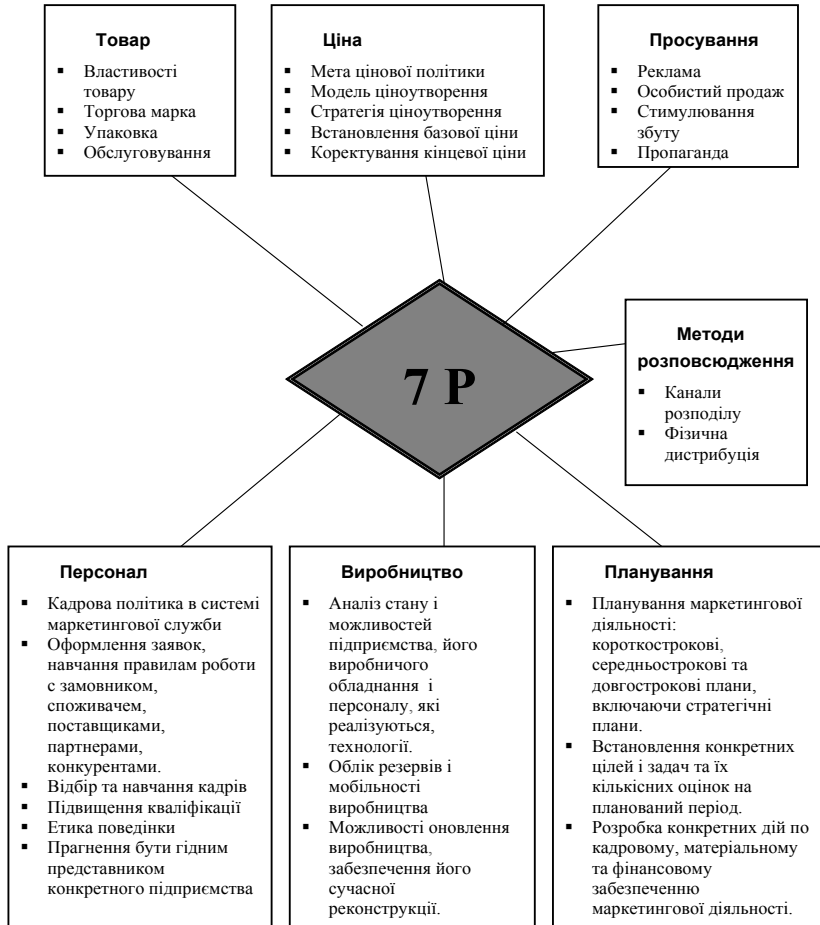 Товар
▪ Властивості
товару
▪ Торгова марка
▪ Упаковка
▪ Обслуговування
Ціна
▪ Мета цінової політики
▪ Модель ціноутворення
▪ Стратегія ціноутворення
▪ Встановлення базової ціни
▪ Коректування кінцевої ціни
Просування
▪ Реклама
▪ Особистий продаж
▪ Стимулювання
збуту
▪ Пропаганда
7 Р
Методи
розповсюдження
▪ Канали
розподілу
▪ Фізична
дистрибуція
Персонал
▪ Кадрова політика в системі
маркетингової служби
▪ Оформлення заявок,
навчання правилам роботи
с замовником,
споживачем,
поставщиками,
партнерами,
конкурентами.
▪ Відбір та навчання кадрів
▪ Підвищення кваліфікації
▪ Етика поведінки
▪ Прагнення бути гідним
представником
конкретного підприємства
Виробництво
▪ Аналіз стану і
можливостей
підприємства, його
виробничого
обладнання і
персоналу, які
реалізуються,
технології.
▪ Облік резервів і
мобільності
виробництва
▪ Можливості оновлення
виробництва,
забезпечення його
сучасної
реконструкції.
Планування
▪ Планування маркетингової
діяльності:
короткострокові,
середньострокові та
довгострокові плани,
включаючи стратегічні
плани.
▪ Встановлення конкретних
цілей і задач та їх
кількісних оцінок на
планований період.
▪ Розробка конкретних дій по
кадровому, матеріальному
та фінансовому
забезпеченню
маркетингової діяльності.